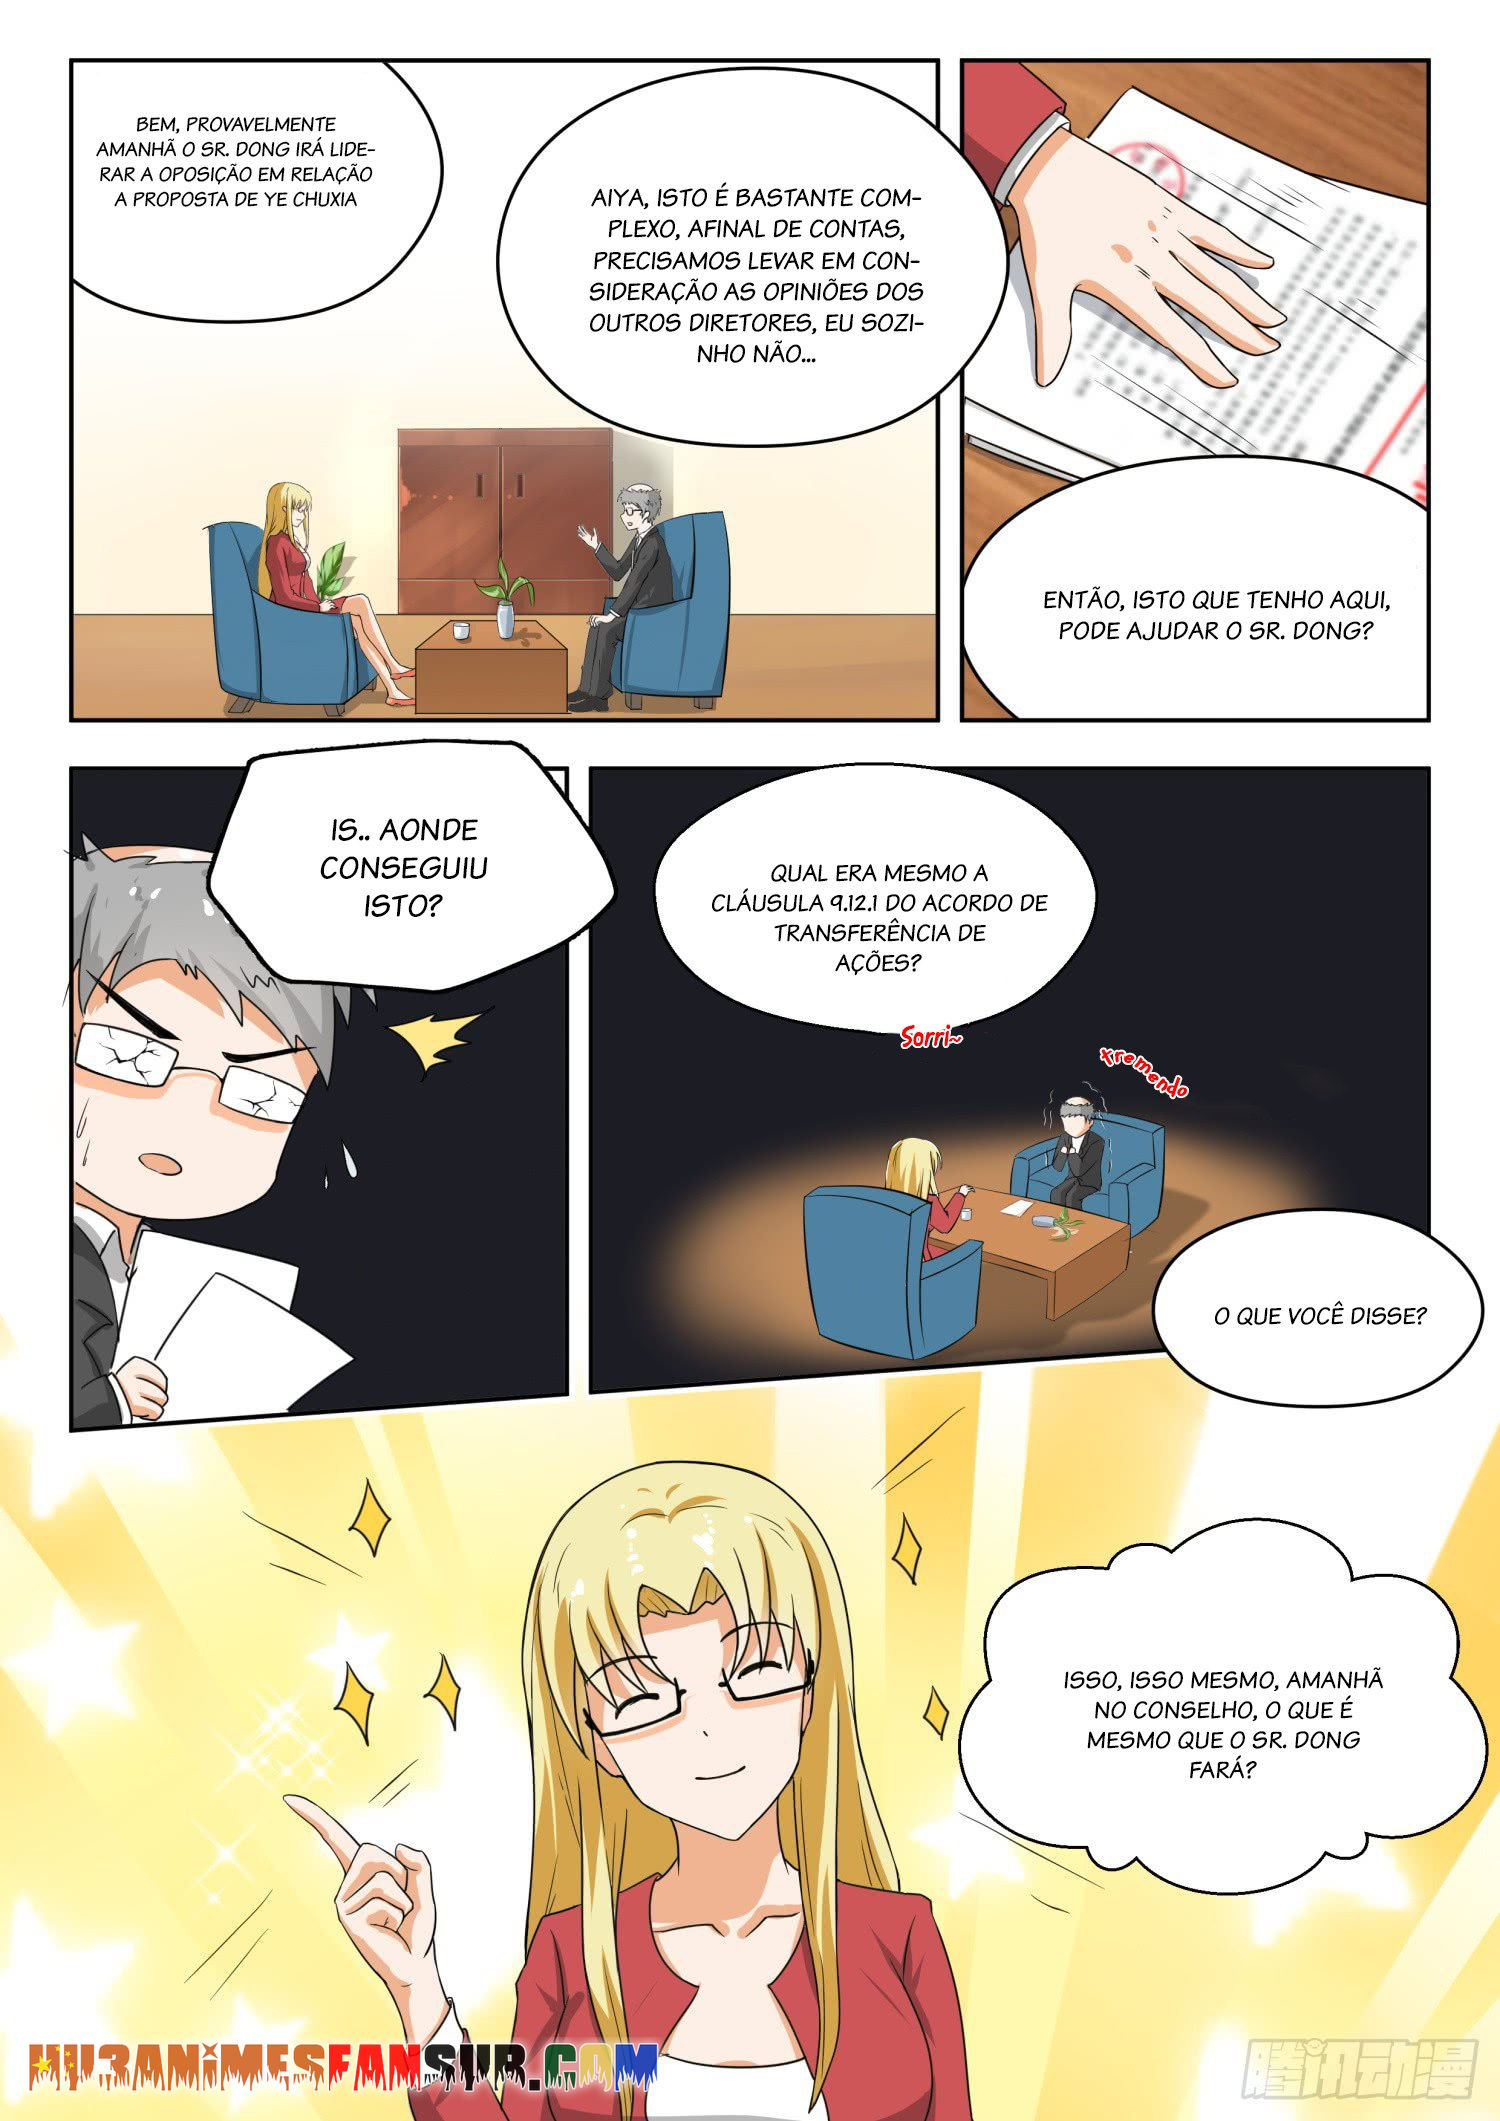 BEM, PROVAVELMENTE
AMANHÃ O SR. DONG IRÁ LIDE-
RAR A OPOSIÇÃO EM RELAÇÃO
A PROPOSTA DE YE CHUXIA
AIYA, ISTO É BASTANTE COM-
PLEXO, AFINAL DE CONTAS,
PRECISAMOS LEVAR EM CON-
SIDERAÇÃO AS OPINIÕES DOS
OUTROS DIRETORES, EU SOZI-
NHO NÃO...
ENTÃO, ISTO QUE TENHO AQUI,
PODE AJUDAR O SR. DONG?
IS.. AONDE
CONSEGUIU
ISTO?
QUAL ERA MESMO A
CLÁUSULA 9.12.1 DO ACORDO DE
TRANSFERÊNCIA DE
AÇÕES?
Sorri~
xremendo
O QUE VOCÊ DISSE?
ISSO, ISSO MESMO, AMANHÃ
NO CONSELHO, O QUE É
MESMO QUE O SR. DONG
FARÁ?
HU3ANIMESFANSUB.COM
腾讯动漫